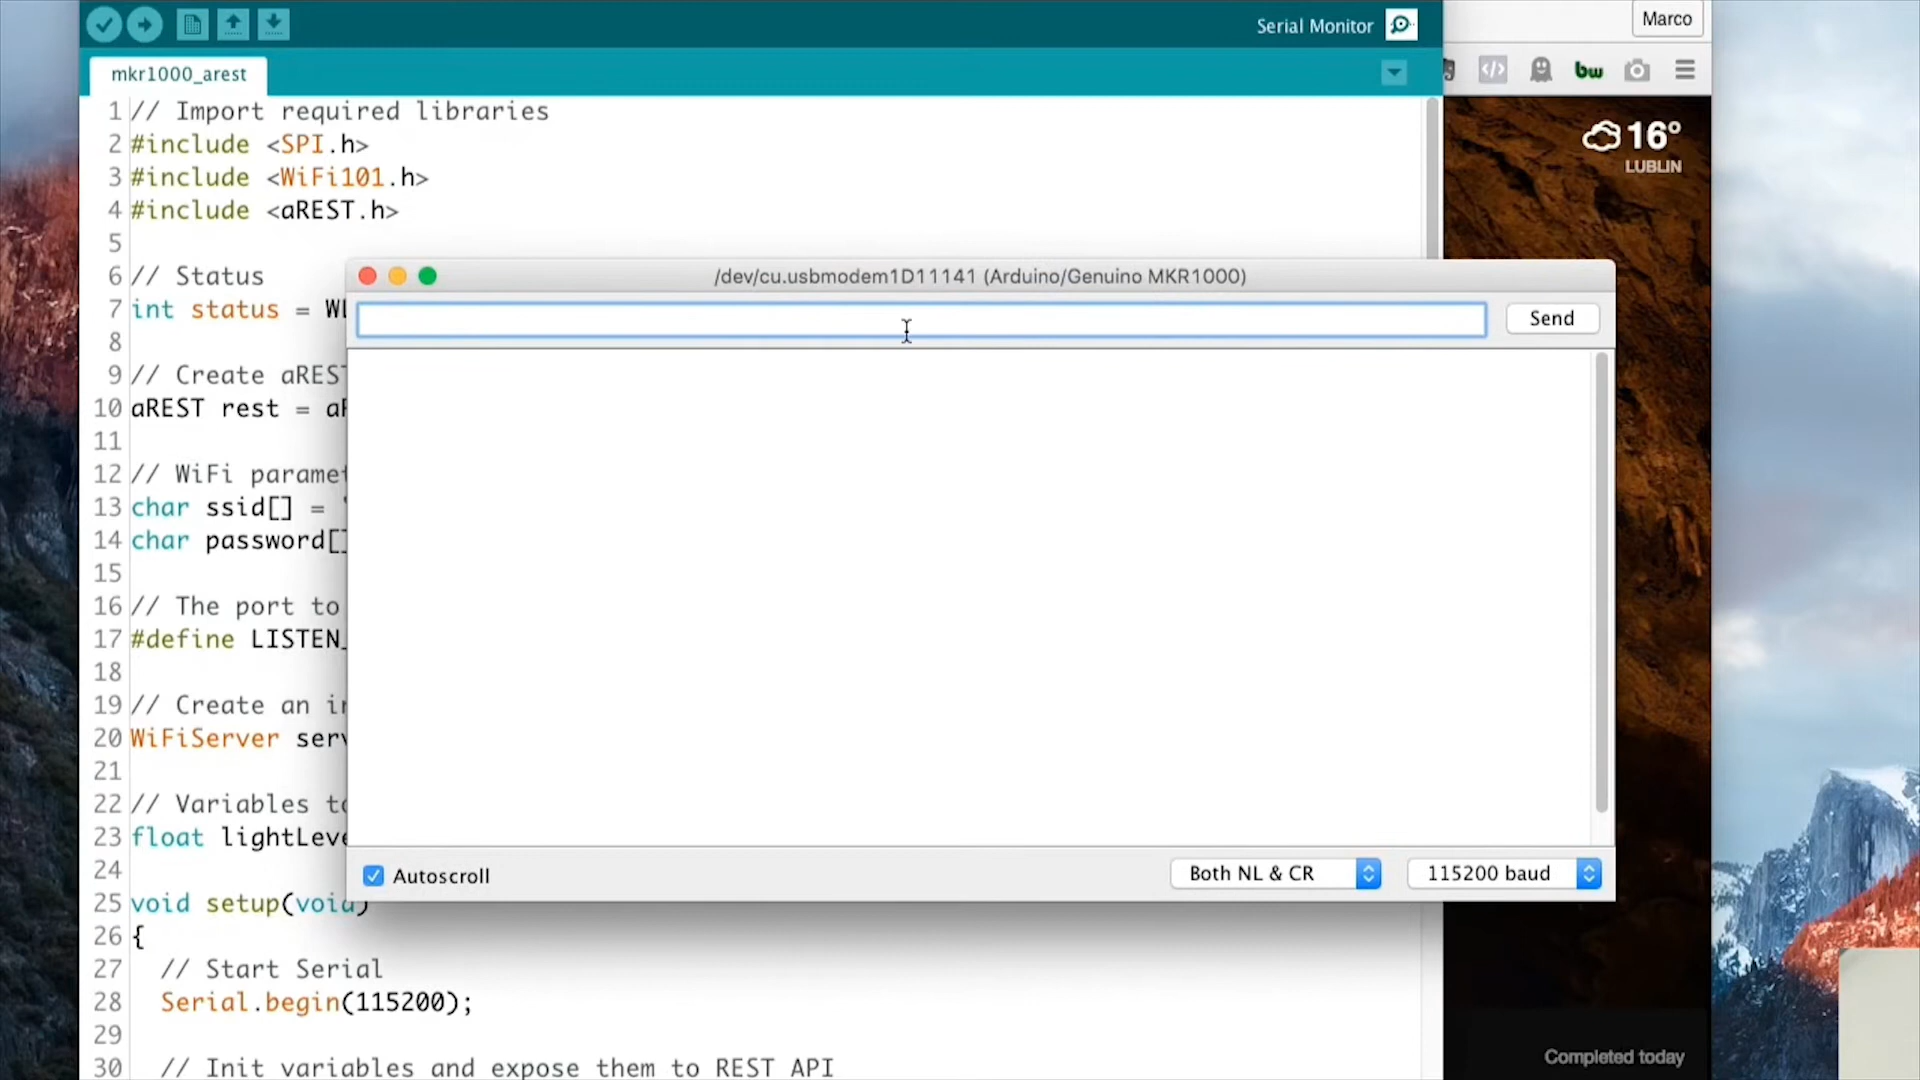 Serial Monitor
Marco
mkr1000_arest
bw
1 // Import required libraries
2 #include <SPI.h>
3 #include <WiFi101.h>
4 #include <aREST.h>
5
6 // Status
7 int status = WL
8
9 // Create aREST
10 aREST rest = aR
11
12 // WiFi paramet
13 char ssid[] = "
14 char password[]
15
16 // The port to
17 #define LISTEN_
18
19 // Create an in
20 WiFiServer serv
21
22 // Variables to
23 float lightLeve
24
25 void setup(void)
26 {
27 // Start Serial
28 Serial.begin(115200);
29
30 // Init variables and expose them to REST API
16°
LUBLIN
/dev/cu.usbmodem1D11141 (Arduino/Genuino MKR1000)
Send
Autoscroll
Both NL & CR
115200 baud
Completed today